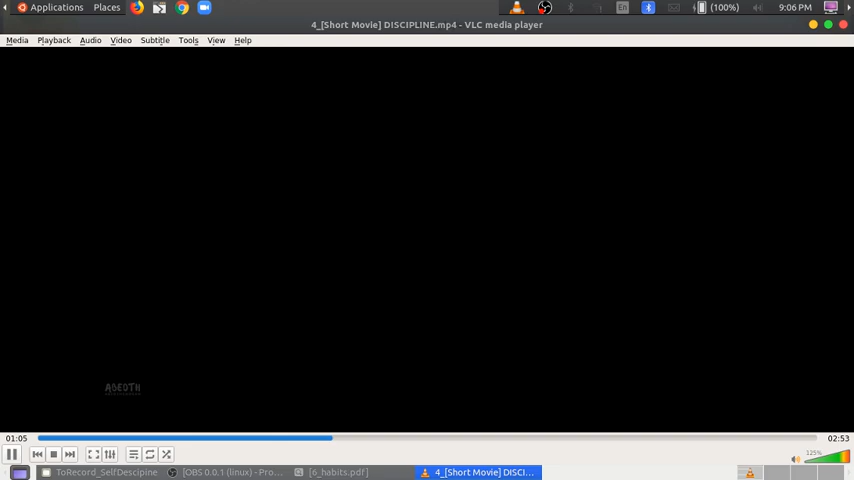 Applications Places En (100%) 9:06 PM
4_[Short Movie] DISCIPLINE.mp4 - VLC media player
Media Playback Audio Video Subtitle Tools View Help
01:05 02:53
125%
ToRecord_SelfDescipine [OBS 0.0.1 (linux) - Pro... [6_habits.pdf] 4_[Short Movie] DISCI...